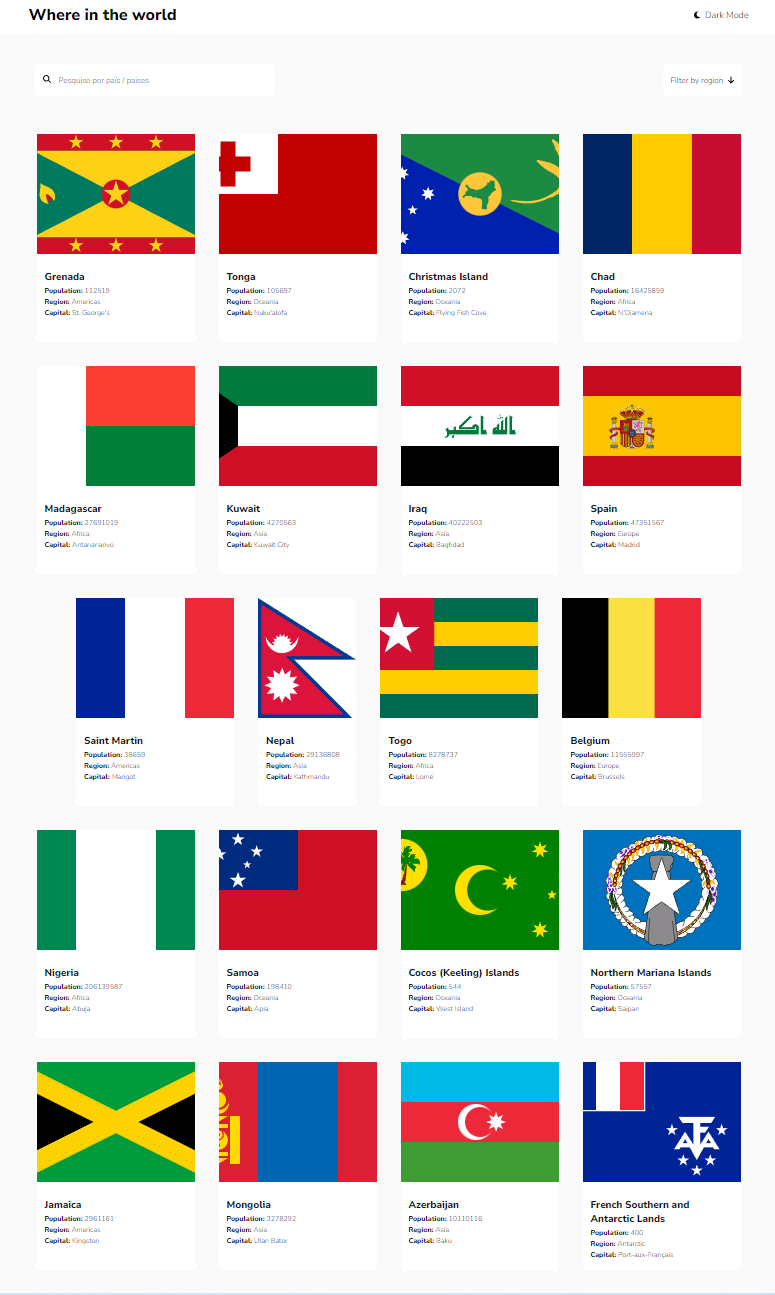 Where in the world
Dark Mode
Pesquise por país / paises
Filter by region
Grenada
Population: 112519
Region: Americas
Capital: St. George's
Tonga
Population: 105697
Region: Oceania
Capital: Nuku'alofa
Christmas Island
Population: 2072
Region: Oceania
Capital: Flying Fish Cove
Chad
Population: 16425859
Region: Africa
Capital: N'Djamena
الله اكبر
Madagascar
Population: 27691019
Region: Africa
Capital: Antananarivo
Kuwait
Population: 4270563
Region: Asia
Capital: Kuwait City
Iraq
Population: 40222503
Region: Asia
Capital: Baghdad
Spain
Population: 47351567
Region: Europe
Capital: Madrid
Saint Martin
Population: 38659
Region: Americas
Capital: Marigot
Nepal
Population: 29136808
Region: Asia
Capital: Kathmandu
Togo
Population: 8278737
Region: Africa
Capital: Lomé
Belgium
Population: 11555997
Region: Europe
Capital: Brussels
Nigeria
Population: 206139587
Region: Africa
Capital: Abuja
Samoa
Population: 198410
Region: Oceania
Capital: Apia
Cocos (Keeling) Islands
Population: 544
Region: Oceania
Capital: West Island
Northern Mariana Islands
Population: 57557
Region: Oceania
Capital: Saipan
Jamaica
Population: 2961161
Region: Americas
Capital: Kingston
Mongolia
Population: 3278292
Region: Asia
Capital: Ulan Bator
Azerbaijan
Population: 10110116
Region: Asia
Capital: Baku
French Southern and
Antarctic Lands
Population: 400
Region: Antarctic
Capital: Port-aux-Français